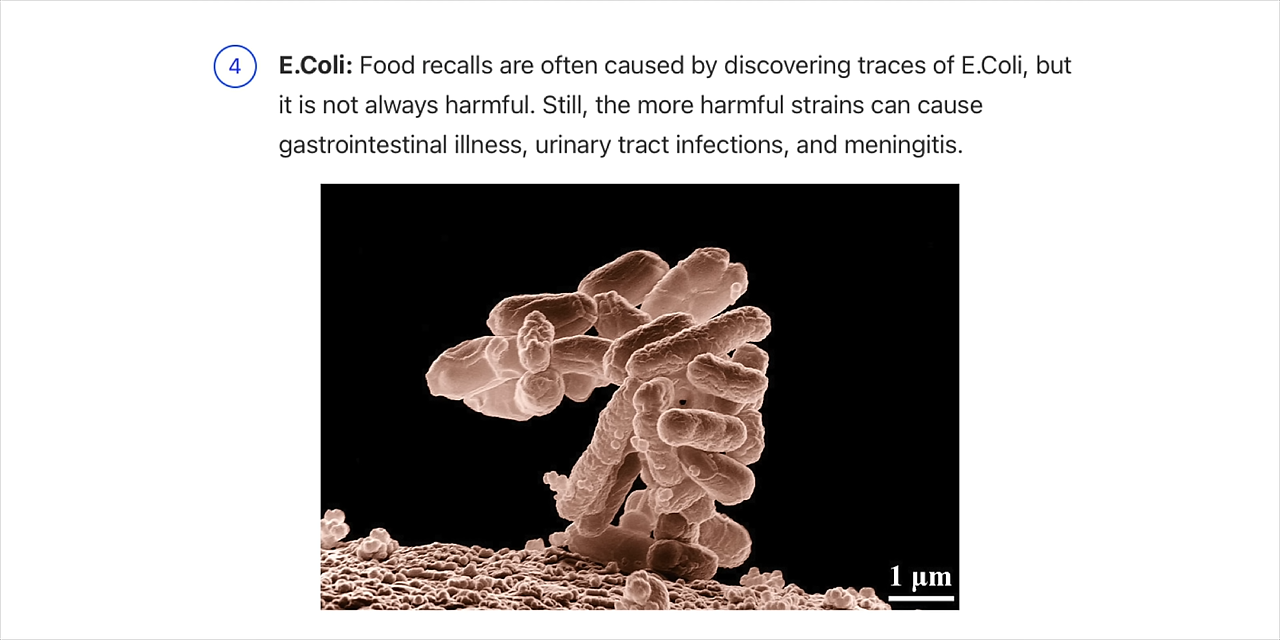 4
E.Coli: Food recalls are often caused by discovering traces of E.Coli, but
it is not always harmful. Still, the more harmful strains can cause
gastrointestinal illness, urinary tract infections, and meningitis.
1 μm